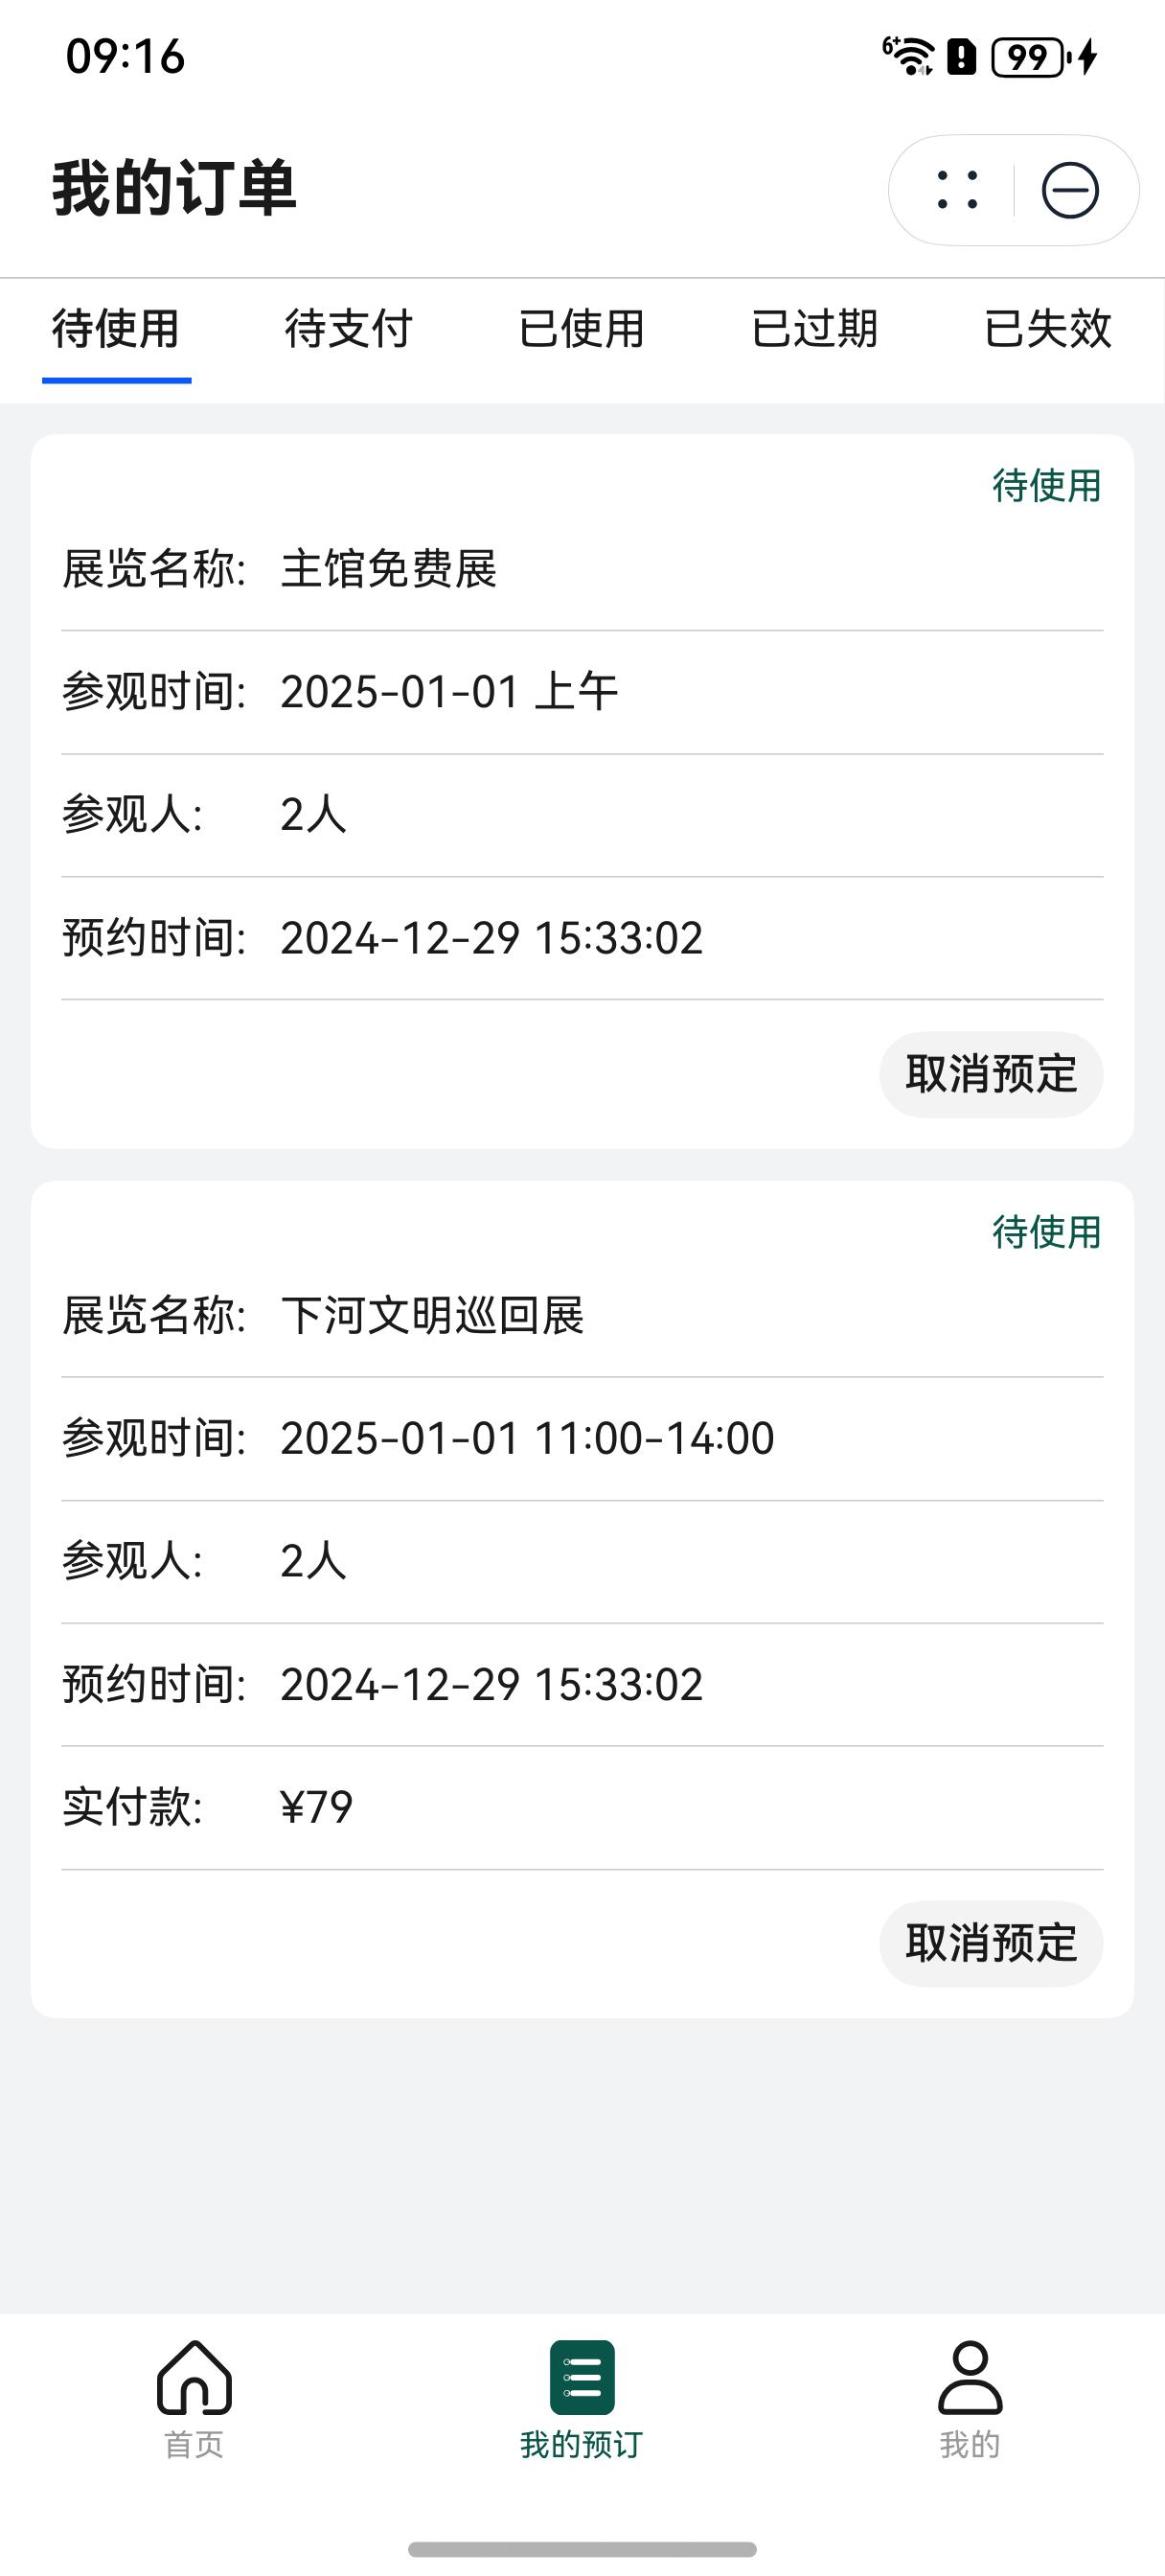 09:16
6+
99
我的订单
待使用 待支付 已使用 已过期 已失效
待使用
展览名称: 主馆免费展
参观时间: 2025-01-01 上午
参观人: 2人
预约时间: 2024-12-29 15:33:02
取消预定
待使用
展览名称: 下河文明巡回展
参观时间: 2025-01-01 11:00-14:00
参观人: 2人
预约时间: 2024-12-29 15:33:02
实付款: ¥79
取消预定
首页 我的预订 我的